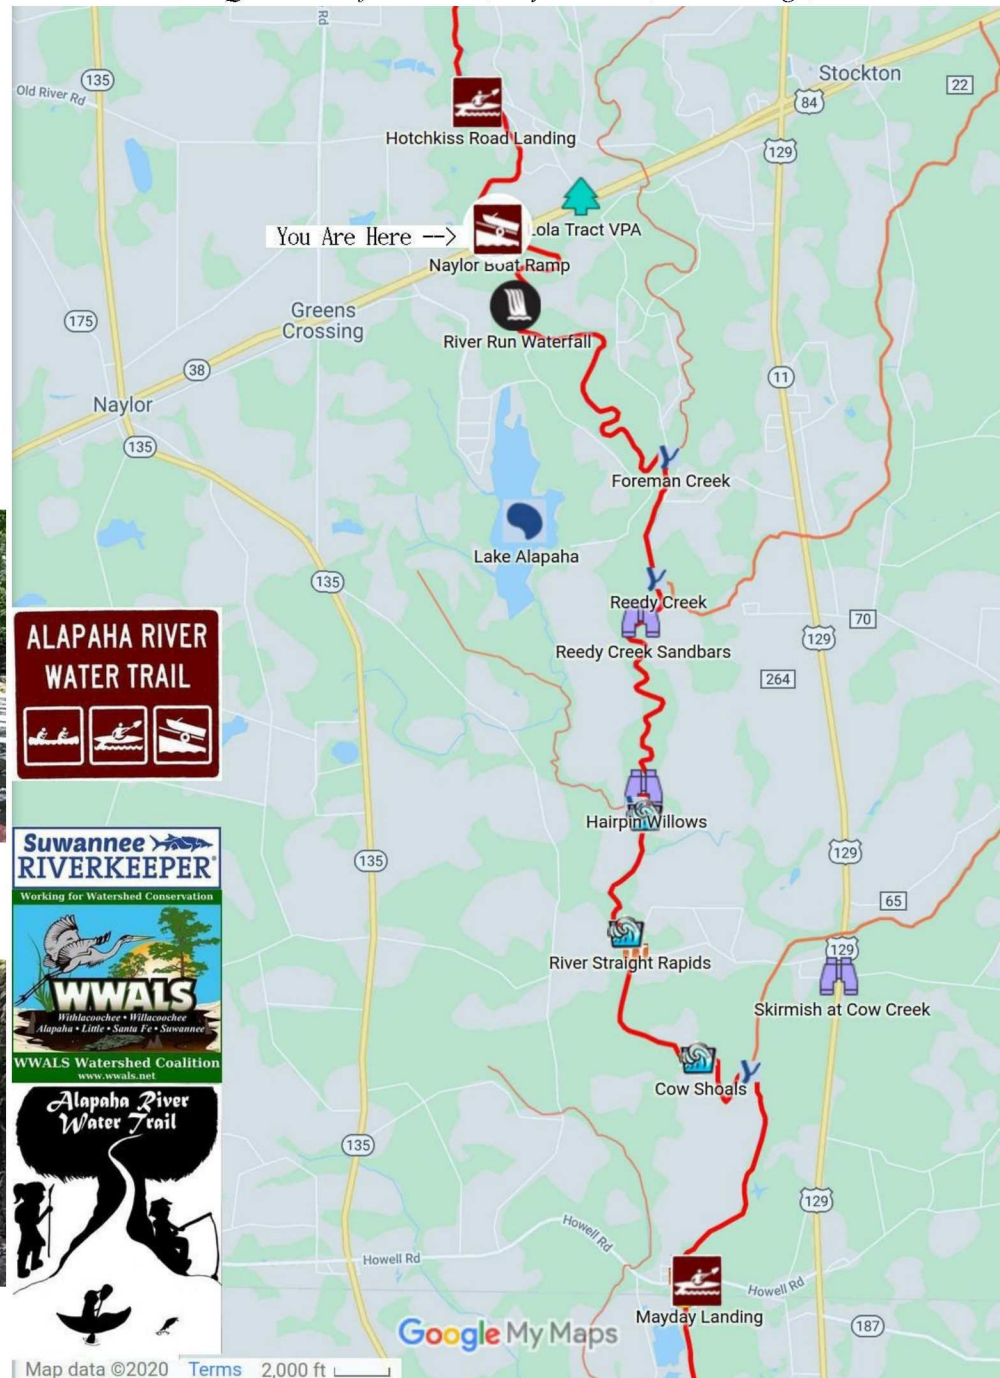 Rd
Stockton
135
22
Old River Rd
84
Hotchkiss Road Landing
129
Lola Tract VPA
You Are Here -->
Naylor Boat Ramp
Greens
Crossing
175
River Run Waterfall
38
11
Naylor
135
Foreman Creek
Lake Alapaha
135
Reedy Creek
70
129
Reedy Creek Sandbars
264
ALAPAHA RIVER
WATER TRAIL
Hairpin Willows
129
135
Suwannee
RIVERKEEPER®
Working for Watershed Conservation
65
129
River Straight Rapids
WWALS
Withlacoochee • Willacoochee
Alapaha • Little • Santa Fe • Suwannee
Skirmish at Cow Creek
WWALS Watershed Coalition
www.wwals.net
Cow Shoals
Alapaha River
Water Trail
135
129
Howell Rd
Howell Rd
Howell Rd
Mayday Landing
187
Google My Maps
Map data ©2020 Terms 2,000 ft